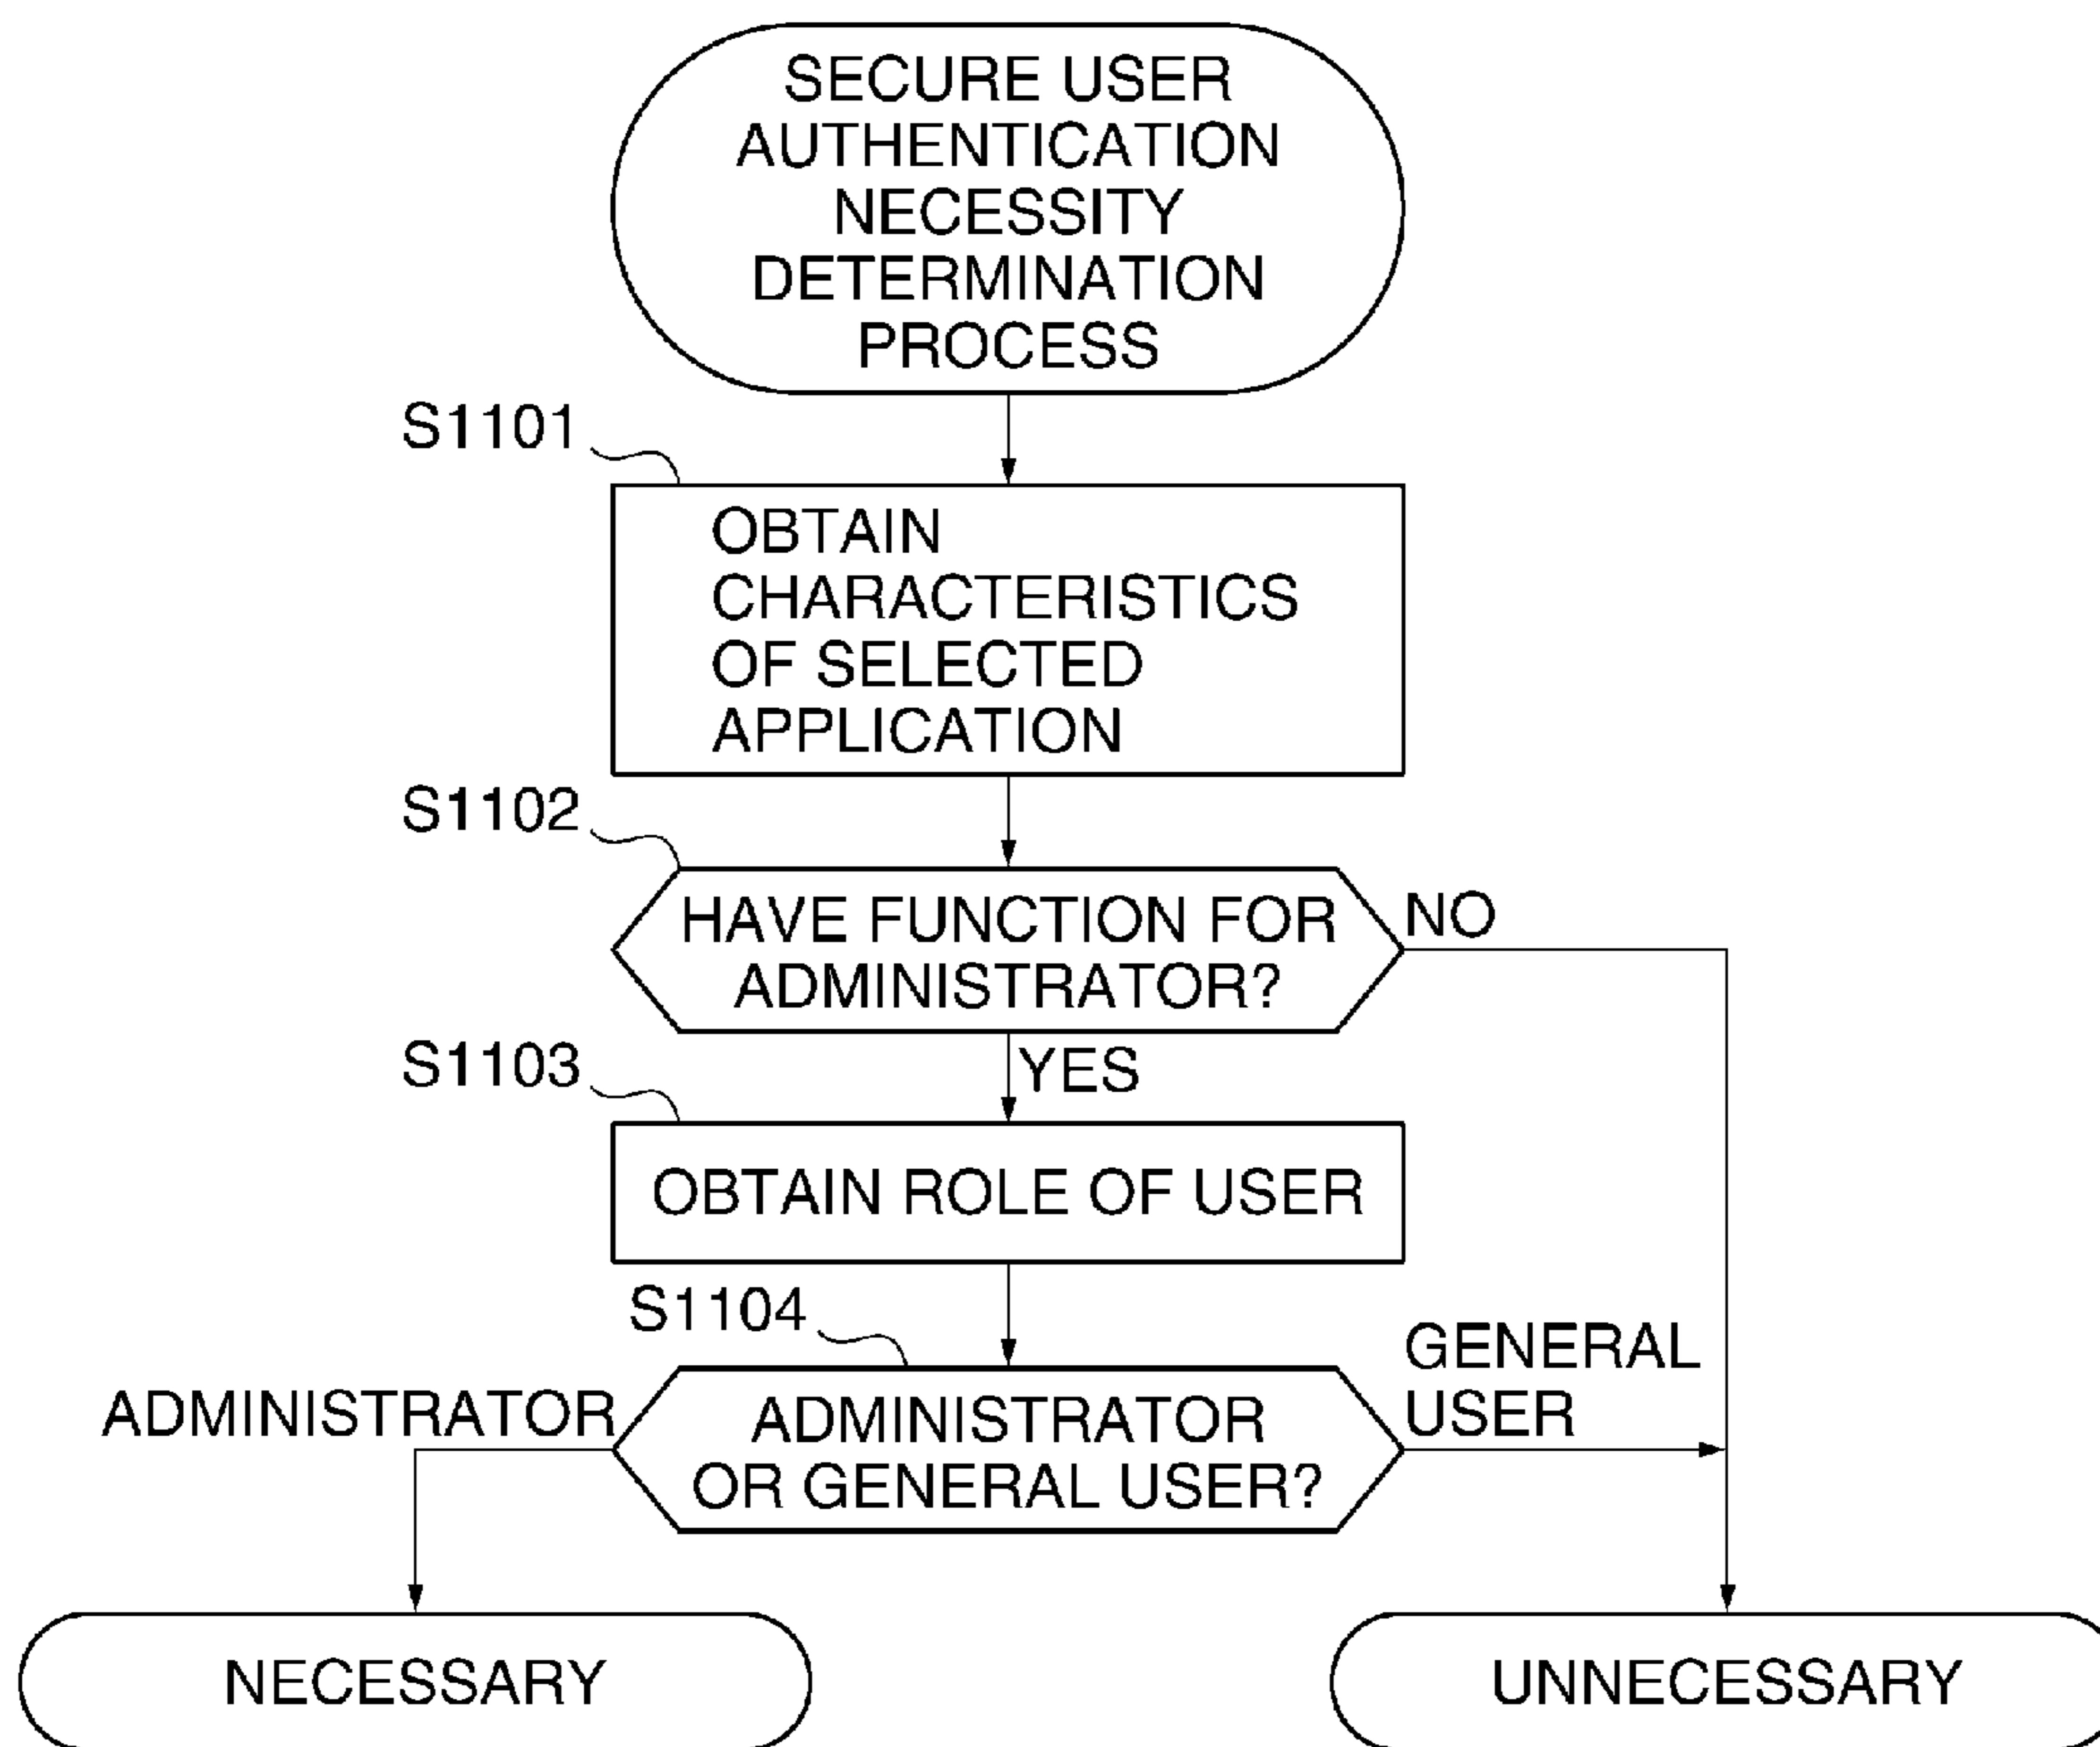 SECURE USER
AUTHENTICATION
NECESSITY
DETERMINATION
PROCESS
S1101
OBTAIN
CHARACTERISTICS
OF SELECTED
APPLICATION
S1102
HAVE FUNCTION FOR
ADMINISTRATOR?
NO
YES
S1103
OBTAIN ROLE OF USER
S1104
ADMINISTRATOR
ADMINISTRATOR
OR GENERAL USER?
GENERAL
USER
NECESSARY
UNNECESSARY